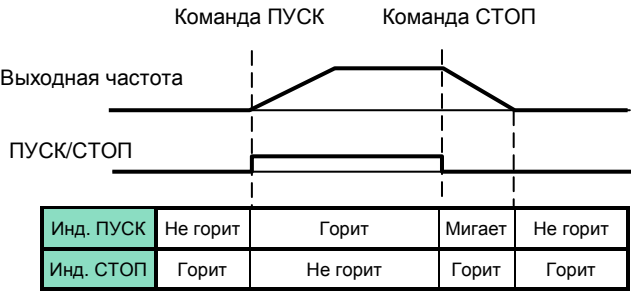 Команда ПУСК Команда СТОП
Выходная частота
ПУСК/СТОП
Инд. ПУСК Не горит Горит Мигает Не горит
Инд. СТОП Горит Не горит Горит Горит